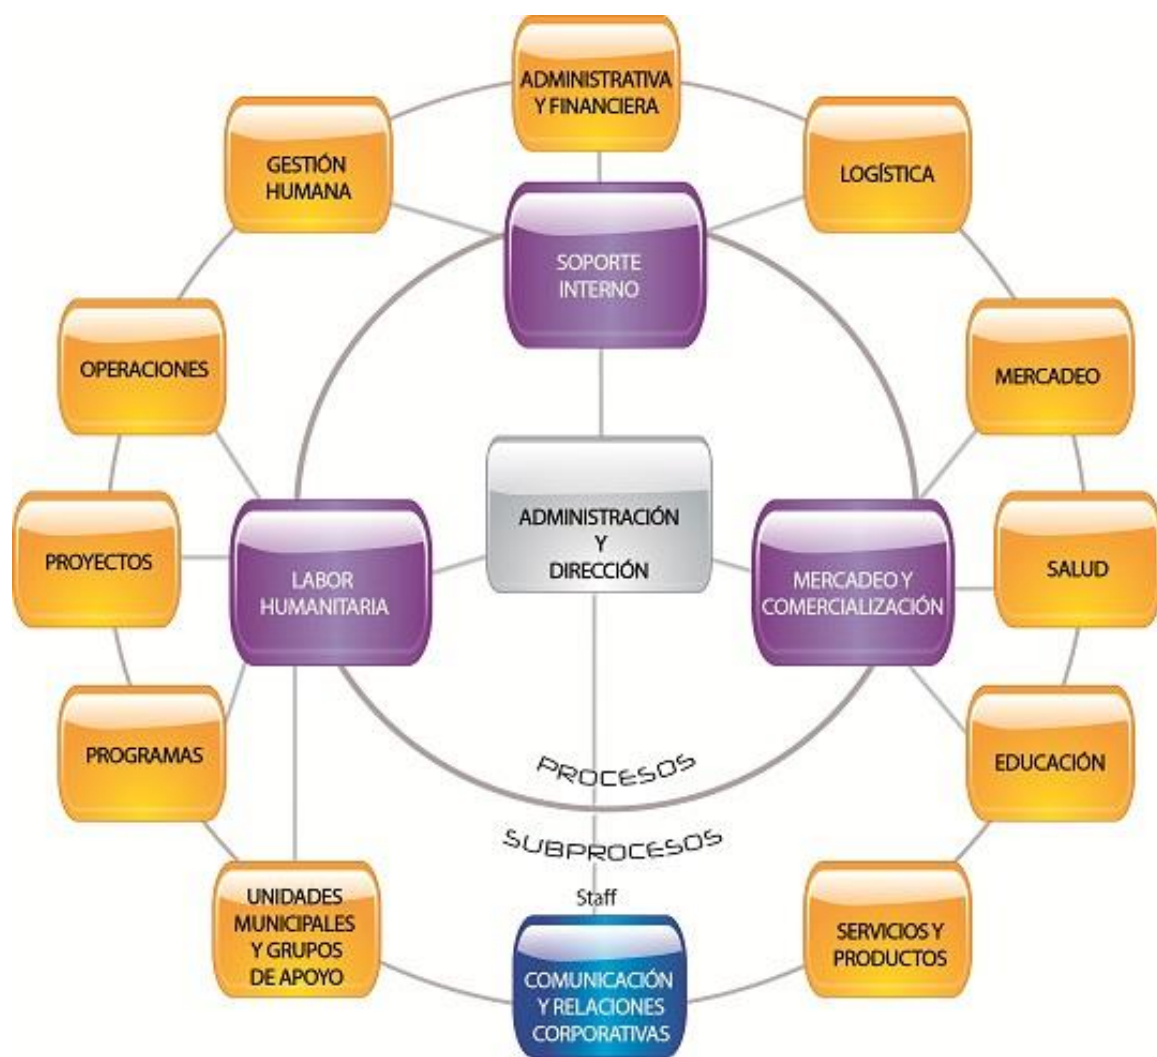 ADMINISTRATIVA
Y FINANCIERA
GESTIÓN
HUMANA
LOGÍSTICA
SOPORTE
INTERNO
OPERACIONES
MERCADEO
ADMINISTRACIÓN
Y
DIRECCIÓN
PROYECTOS
LABOR
HUMANITARIA
MERCADEO Y
COMERCIALIZACIÓN
SALUD
PROGRAMAS
EDUCACIÓN
PROCESOS
SUBPROCESOS
Staff
UNIDADES
MUNICIPALES
Y GRUPOS
DE APOYO
COMUNICACIÓN
Y RELACIONES
CORPORATIVAS
SERVICIOS Y
PRODUCTOS